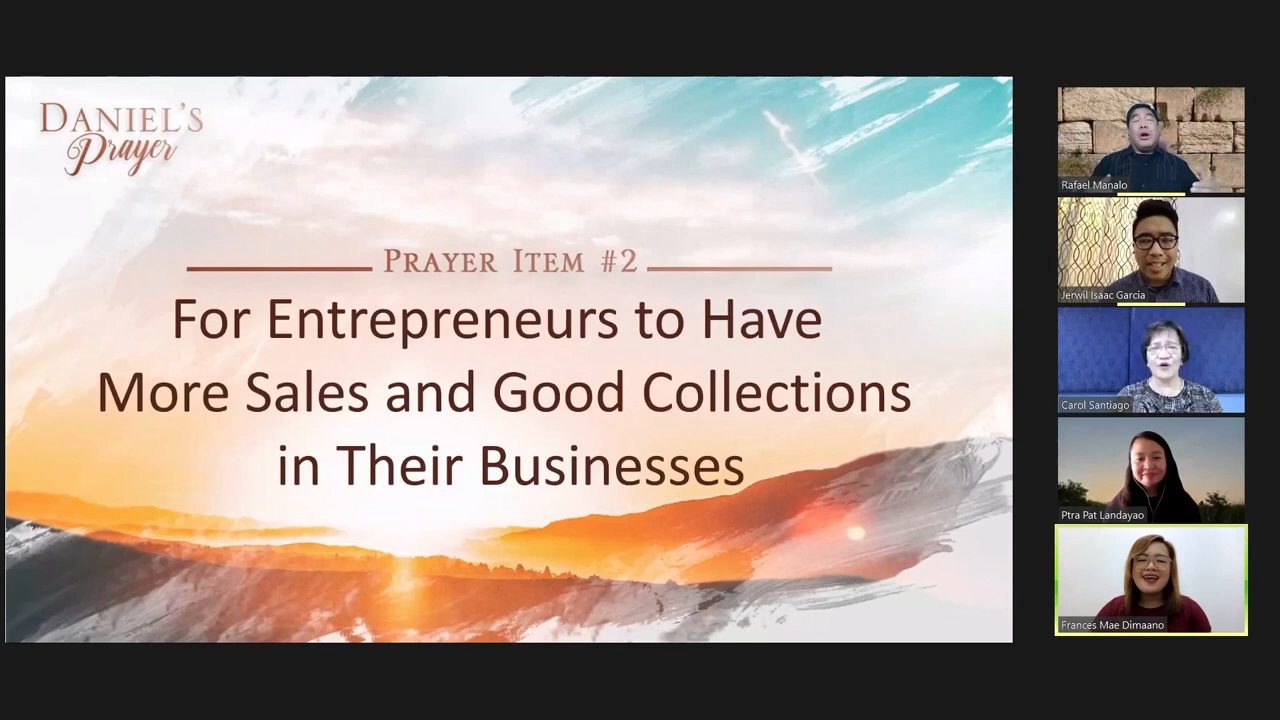 DANIEL'S
Prayer
PRAYER ITEM #2
For Entrepreneurs to Have
More Sales and Good Collections
in Their Businesses
Rafael Manalo
Jerwil Isaac Garcia
Carol Santiago
Ptra Pat Landayao
Frances Mae Dimaano